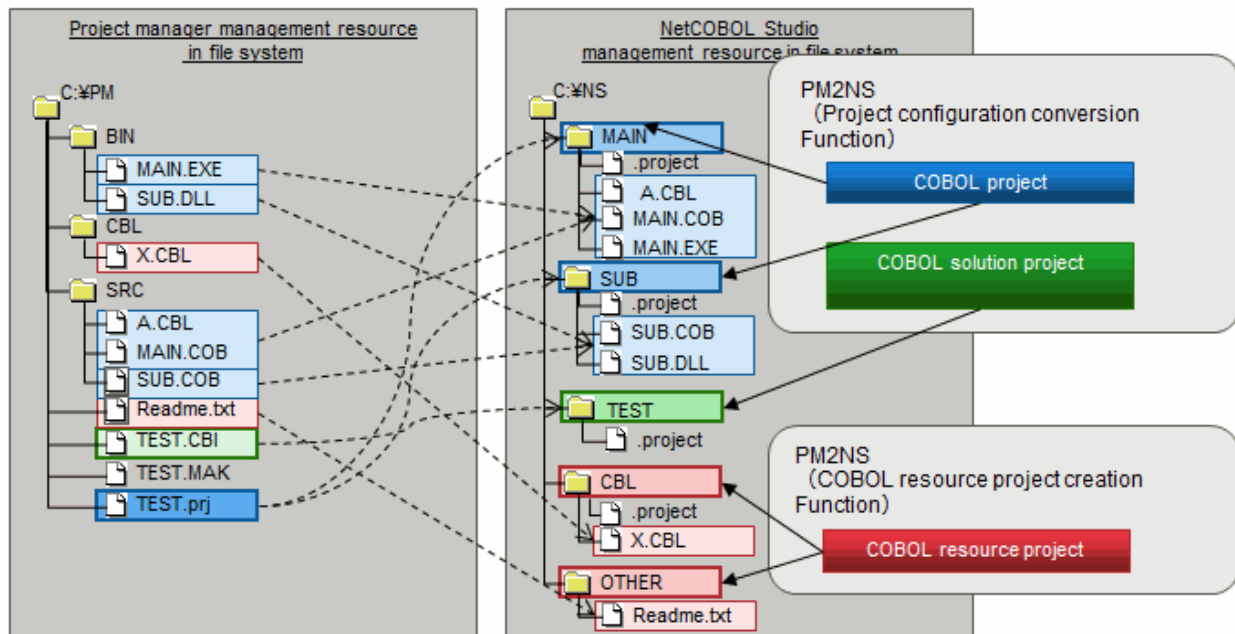 Project manager management resource
in file system
C:¥PM
BIN
MAIN.EXE
SUB.DLL
CBL
X.CBL
SRC
A.CBL
MAIN.COB
SUB.COB
Readme.txt
TEST.CBI
TEST.MAK
TEST.prj
NetCOBOL Studio
management resource in file system
C:¥NS
MAIN
.project
A.CBL
MAIN.COB
MAIN.EXE
SUB
.project
SUB.COB
SUB.DLL
TEST
.project
CBL
.project
X.CBL
OTHER
Readme.txt
PM2NS
（Project configuration conversion
Function）
COBOL project
COBOL solution project
PM2NS
（COBOL resource project creation
Function）
COBOL resource project